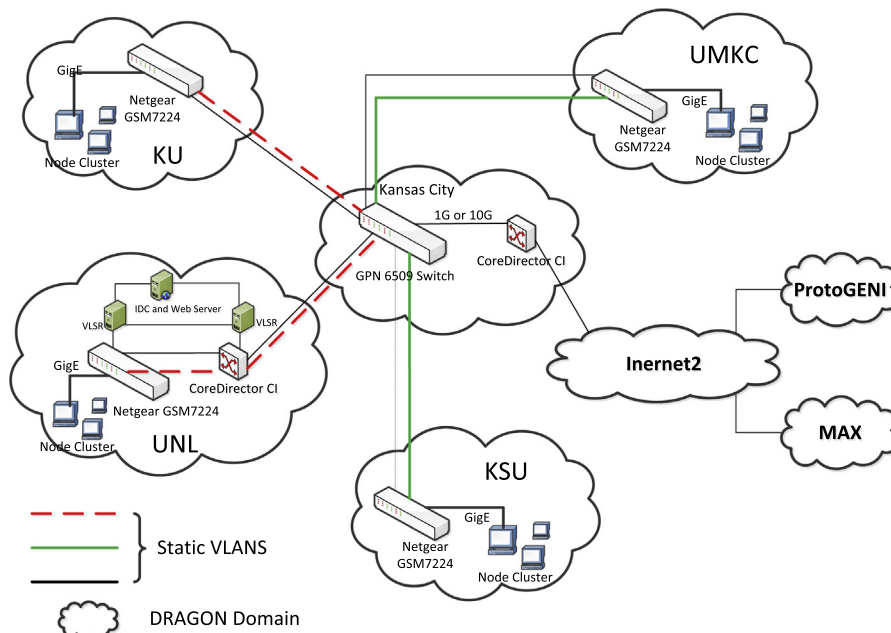 GigE
Netgear
GSM7224
Node Cluster
KU
UMKC
GigE
Netgear
GSM7224
Node Cluster
Kansas City
1G or 10G
GPN 6509 Switch
CoreDirector CI
IDC and Web Server
VLSR
VLSR
GigE
CoreDirector CI
Netgear GSM7224
Node Cluster
UNL
ProtoGENI
Inernet2
MAX
KSU
GigE
Netgear
GSM7224
Node Cluster
Static VLANS
DRAGON Domain